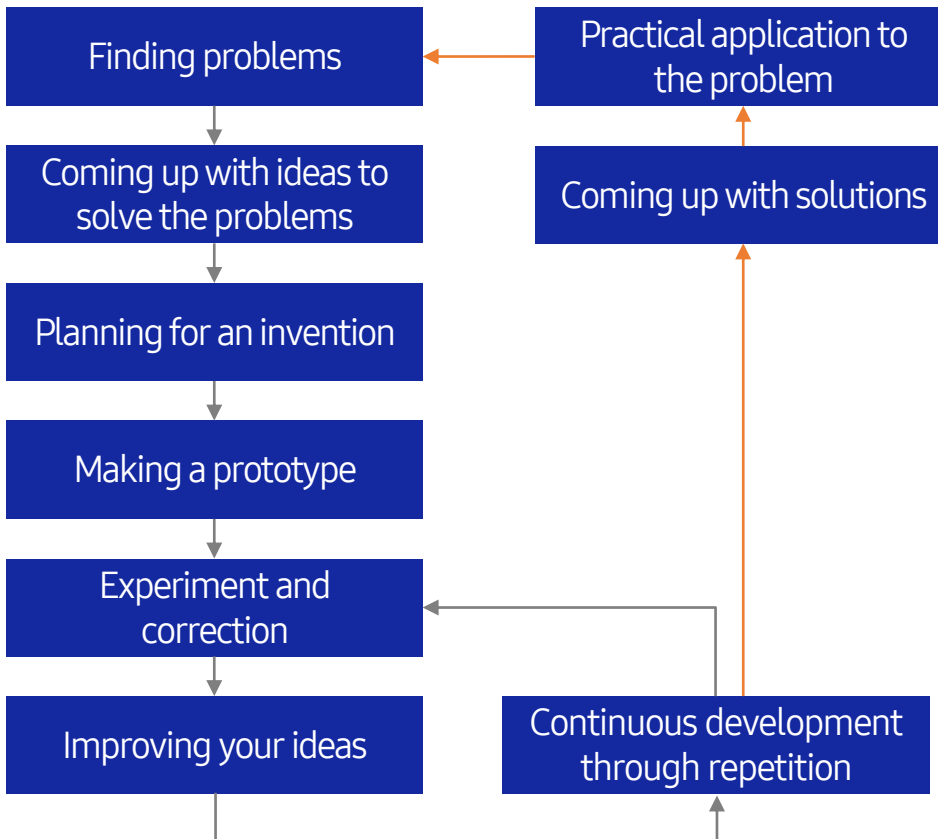 Finding problems
Coming up with ideas to
solve the problems
Planning for an invention
Making a prototype
Experiment and
correction
Improving your ideas
Continuous development
through repetition
Coming up with solutions
Practical application to
the problem